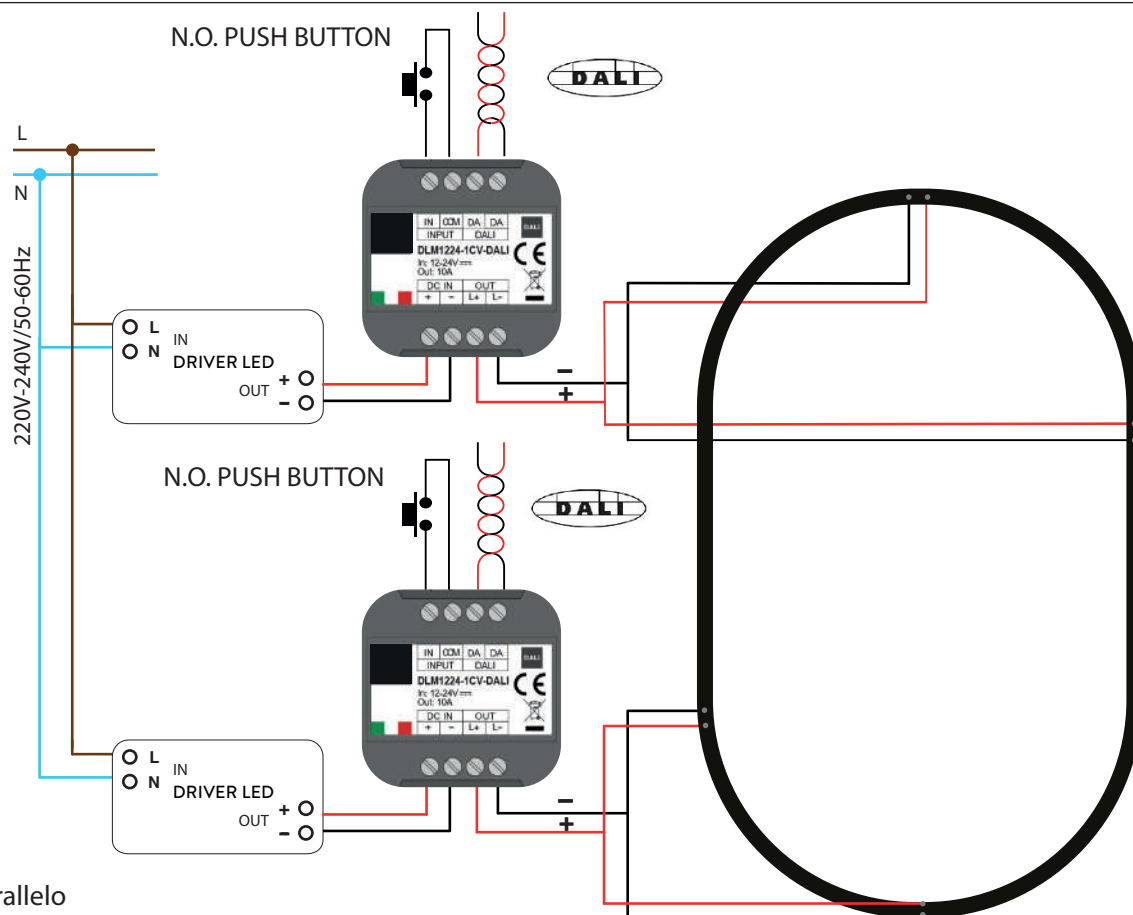 N.O. PUSH BUTTON
DALI
L
N
220V-240V/50-60Hz
IN COM DA DA
INPUT DALI
DALI
DLM1224-1CV-DALI
In: 12-24V
Out: 10A
CE
DC IN OUT
+ − L+ L−
L
N
IN
DRIVER LED
OUT
+
−
−
+
N.O. PUSH BUTTON
DALI
IN COM DA DA
INPUT DALI
DALI
DLM1224-1CV-DALI
In: 12-24V
Out: 10A
CE
DC IN OUT
+ − L+ L−
L
N
IN
DRIVER LED
OUT
+
−
−
+
rallelo